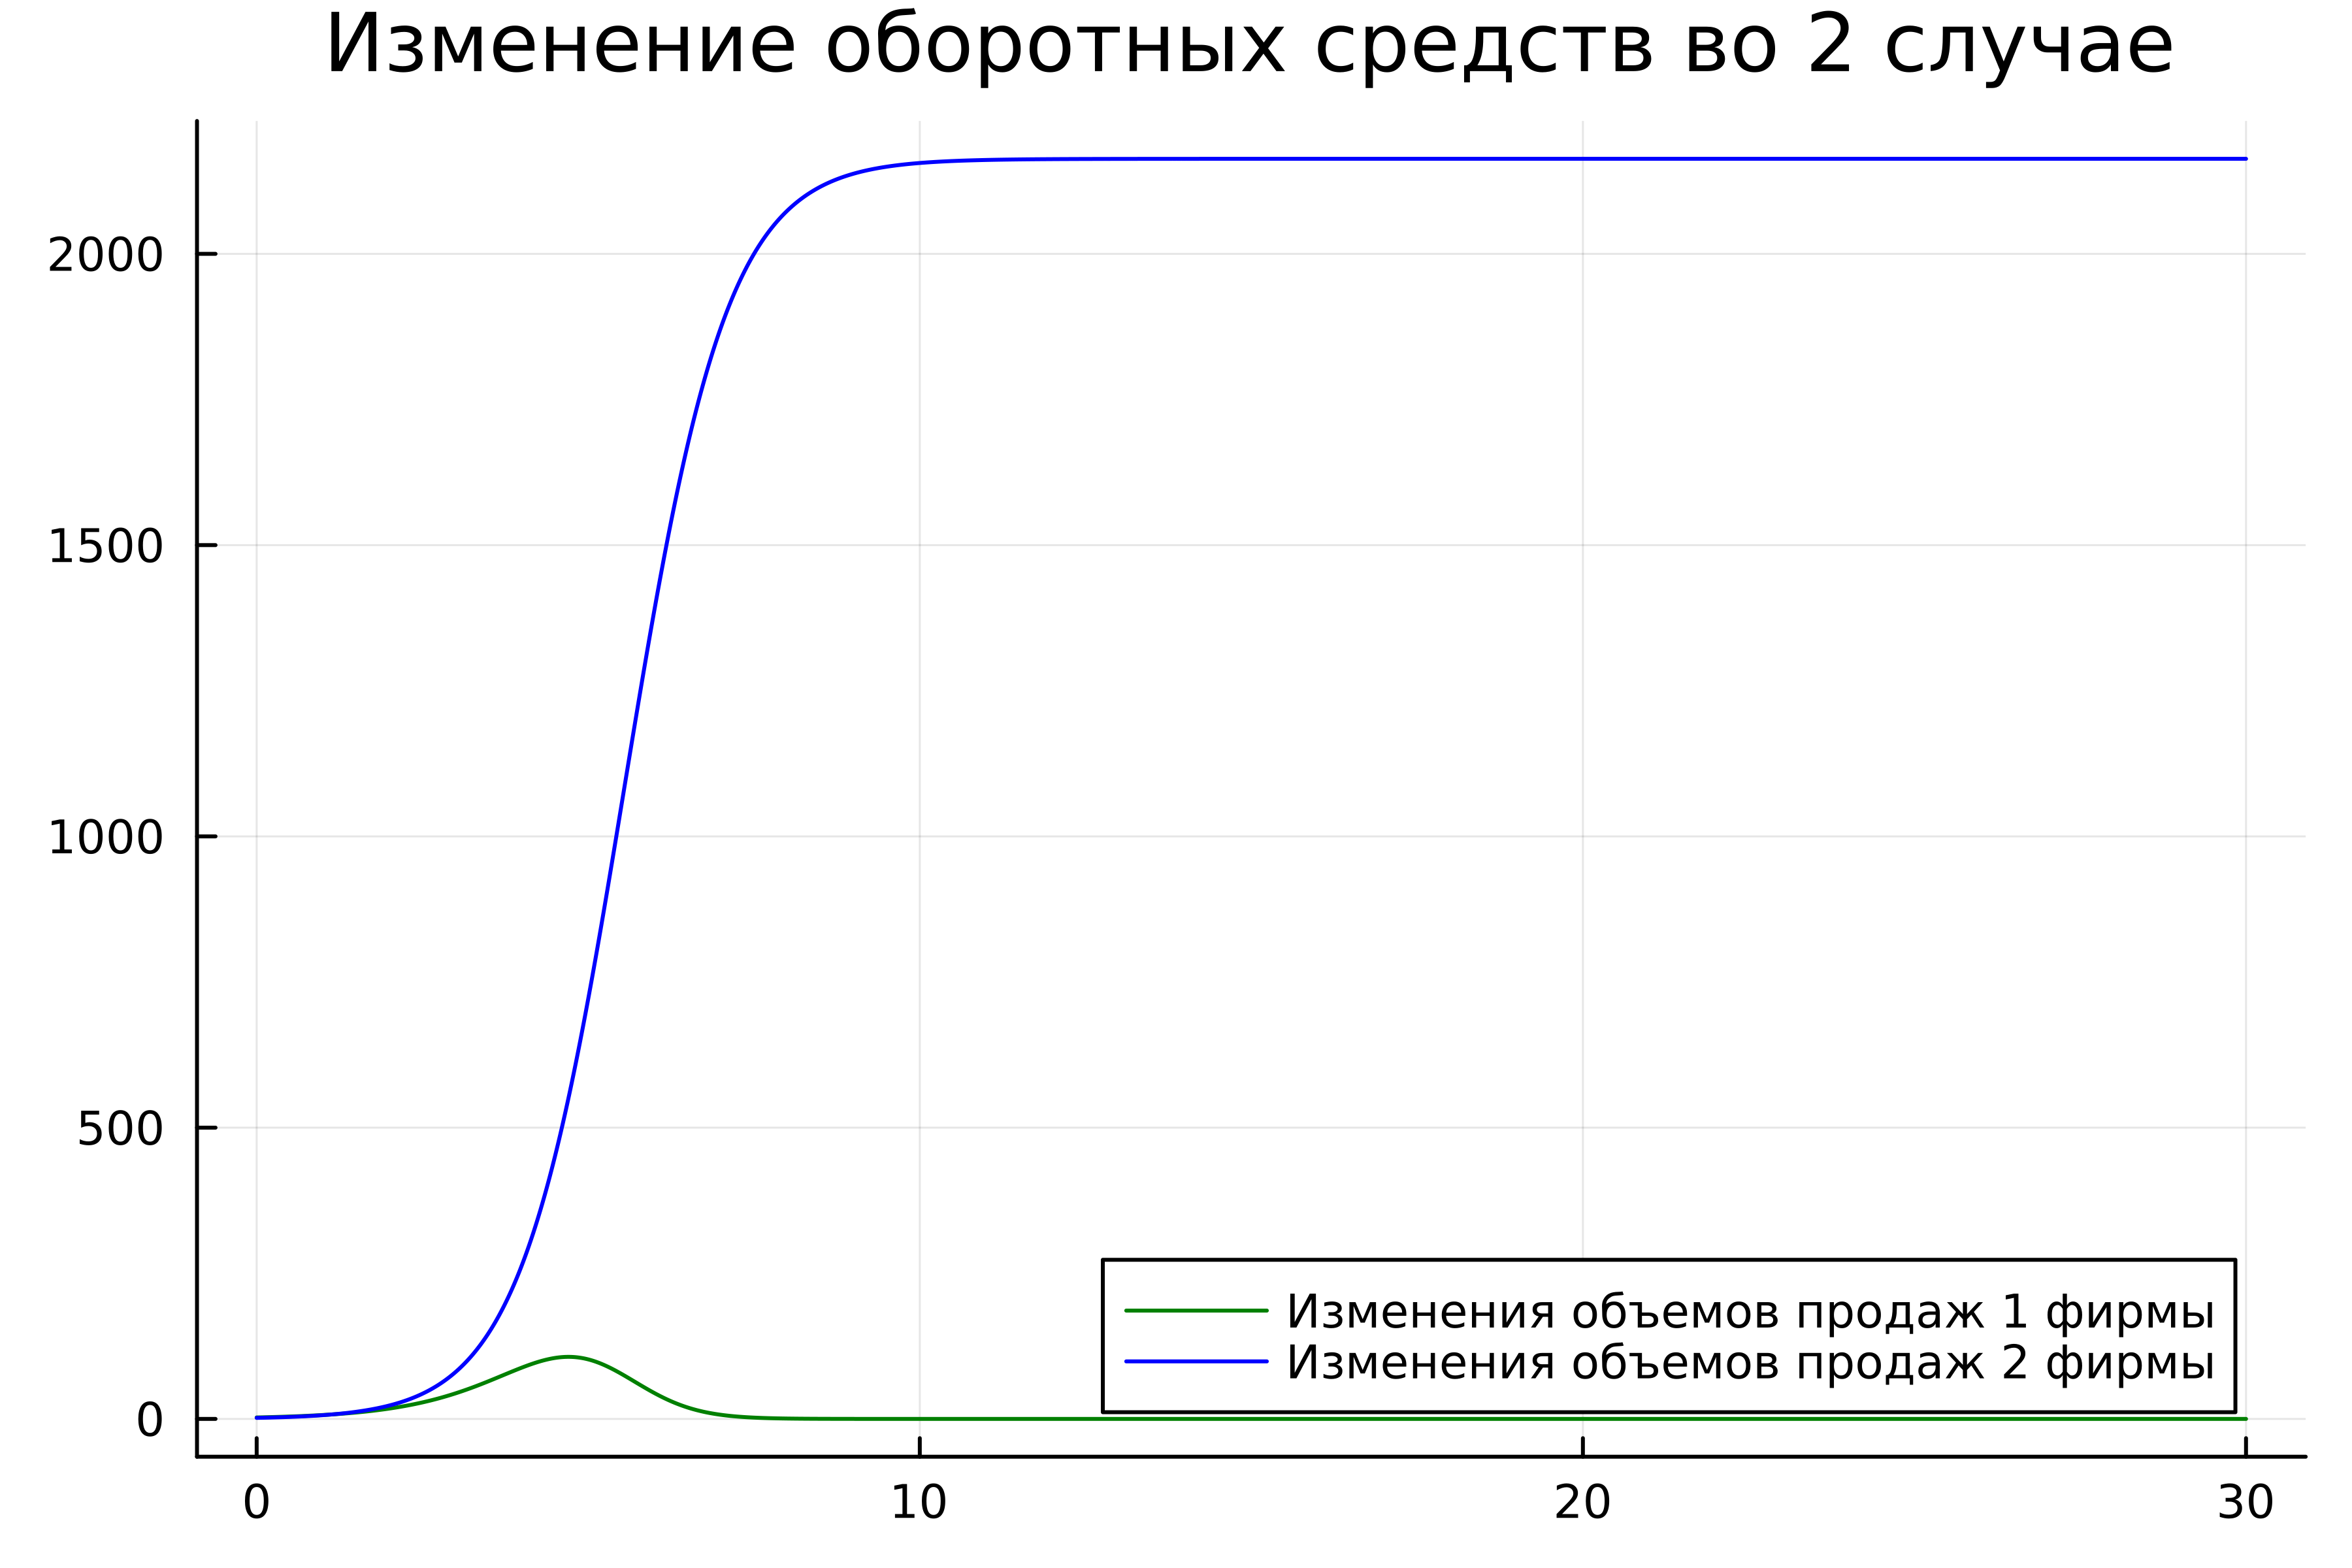 Изменение оборотных средств во 2 случае
2000
1500
1000
500
0
Изменения объемов продаж 1 фирмы
Изменения объемов продаж 2 фирмы
0 10 20 30